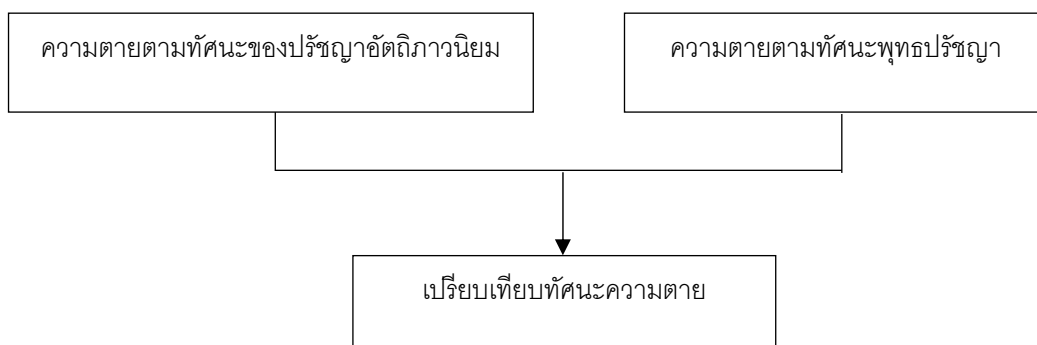 ความตายตามทัศนะของปรัชญาอัตถิภาวนิยม
ความตายตามทัศนะพุทธปรัชญา
เปรียบเทียบทัศนะความตาย